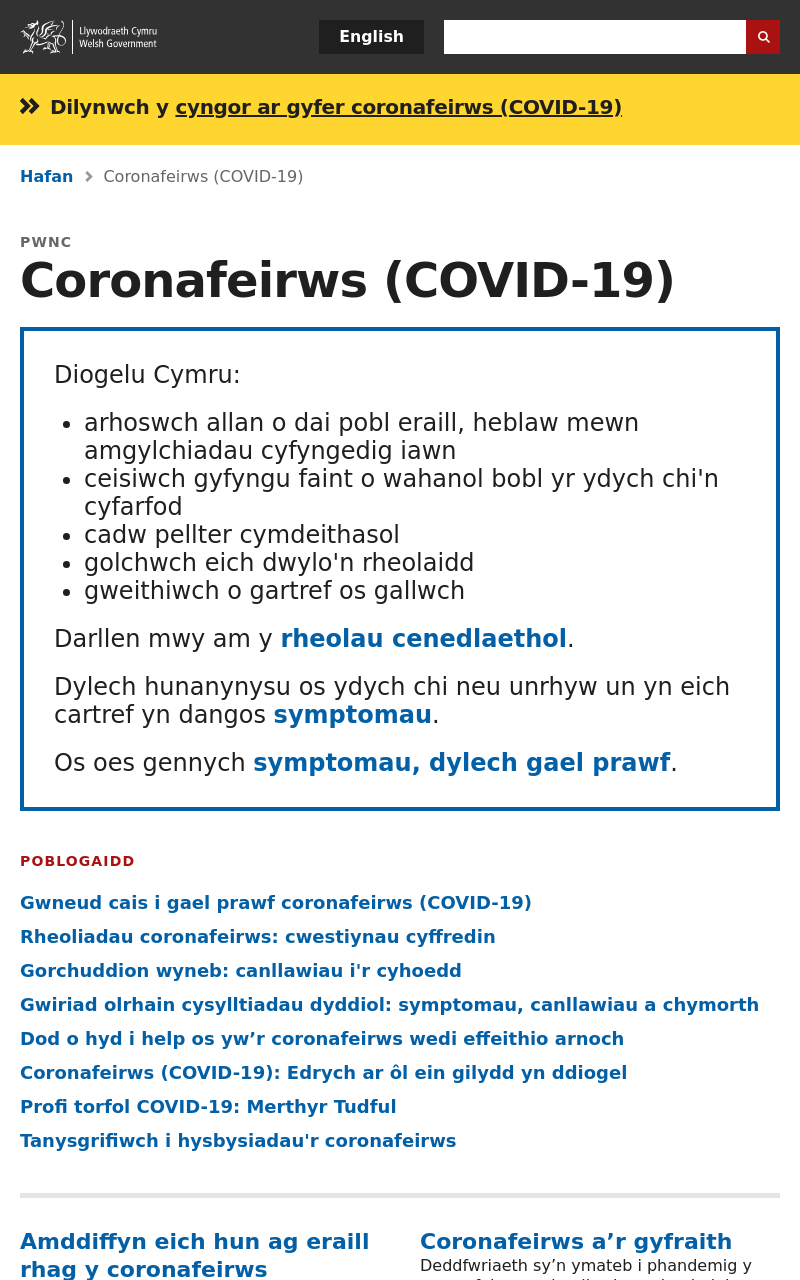 Llywodraeth Cymru
Welsh Government
English
Dilynwch y cyngor ar gyfer coronafeirws (COVID-19)
Hafan
Coronafeirws (COVID-19)
PWNC
Coronafeirws (COVID-19)
Diogelu Cymru:
• arhoswch allan o dai pobl eraill, heblaw mewn
amgylchiadau cyfyngedig iawn
• ceisiwch gyfyngu faint o wahanol bobl yr ydych chi'n
cyfarfod
• cadw pellter cymdeithasol
• golchwch eich dwylo'n rheolaidd
• gweithiwch o gartref os gallwch
Darllen mwy am y rheolau cenedlaethol.
Dylech hunanynysu os ydych chi neu unrhyw un yn eich
cartref yn dangos symptomau.
Os oes gennych symptomau, dylech gael prawf.
POBLOGAIDD
Gwneud cais i gael prawf coronafeirws (COVID-19)
Rheoliadau coronafeirws: cwestiynau cyffredin
Gorchuddion wyneb: canllawiau i'r cyhoedd
Gwiriad olrhain cysylltiadau dyddiol: symptomau, canllawiau a chymorth
Dod o hyd i help os yw’r coronafeirws wedi effeithio arnoch
Coronafeirws (COVID-19): Edrych ar ôl ein gilydd yn ddiogel
Profi torfol COVID-19: Merthyr Tudful
Tanysgrifiwch i hysbysiadau'r coronafeirws
Amddiffyn eich hun ag eraill
rhag y coronafeirws
Coronafeirws a’r gyfraith
Deddfwriaeth sy’n ymateb i phandemig y